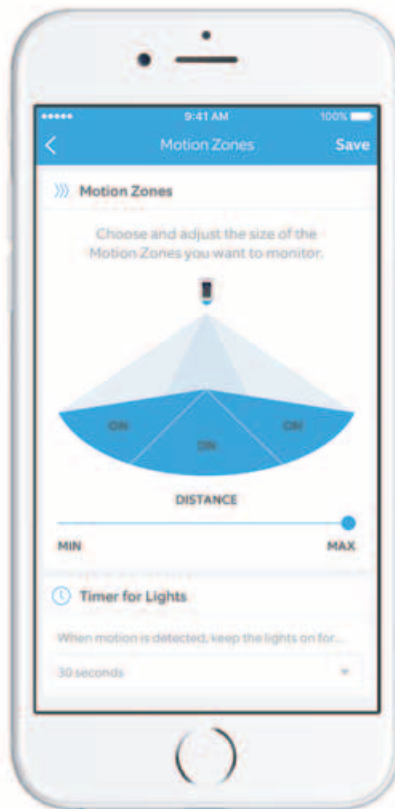 9:41 AM 100%
Motion Zones Save
Motion Zones
Choose and adjust the size of the
Motion Zones you want to monitor.
ON ON
ON
DISTANCE
MIN MAX
Timer for Lights
When motion is detected, keep the lights on for...
30 seconds